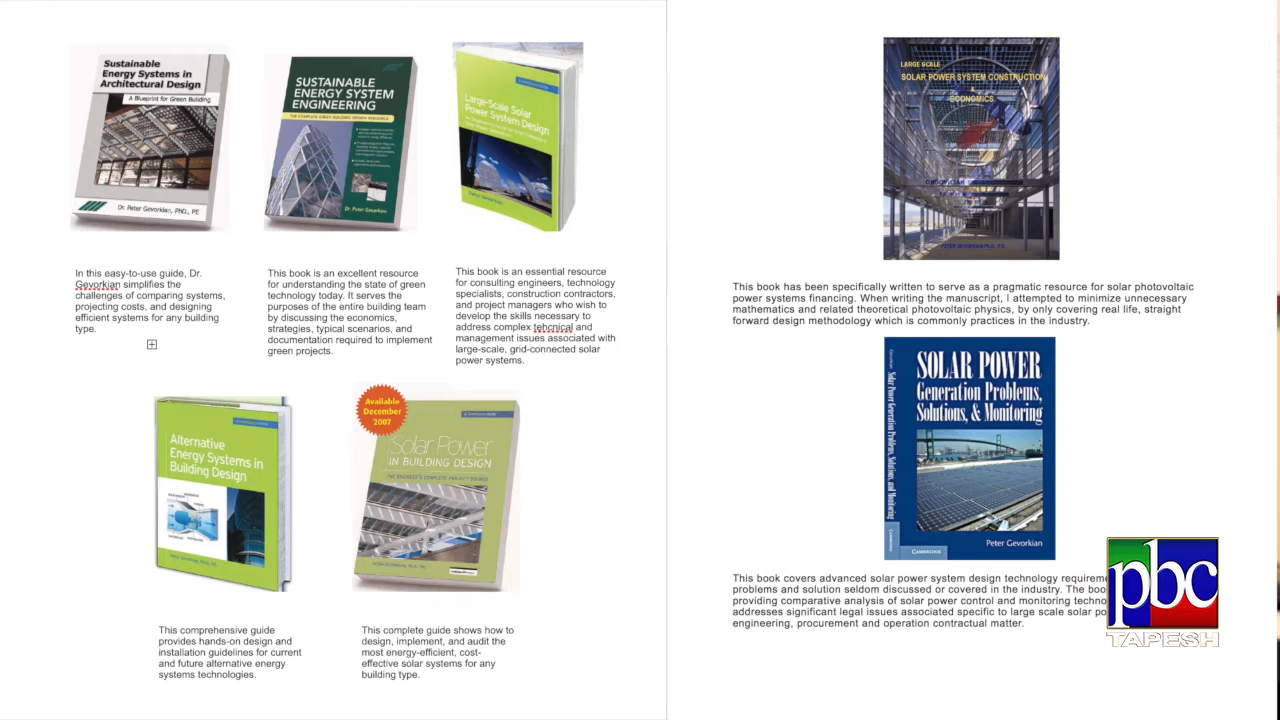 Sustainable
Energy Systems in
Architectural Design
A Blueprint for Green Building
Dr. Peter Gevorkian, PhD., PE
SUSTAINABLE
ENERGY SYSTEM
ENGINEERING
THE COMPLETE GREEN BUILDING DESIGN RESOURCE
Dr. Peter Gevorkian
Large-Scale Solar
Power System Design
Peter Gevorkian
In this easy-to-use guide, Dr.
Gevorkian simplifies the
challenges of comparing systems,
projecting costs, and designing
efficient systems for any building
type.
This book is an excellent resource
for understanding the state of green
technology today. It serves the
purposes of the entire building team
by discussing the economics,
strategies, typical scenarios, and
documentation required to implement
green projects.
This book is an essential resource
for consulting engineers, technology
specialists, construction contractors,
and project managers who wish to
develop the skills necessary to
address complex tehcnical and
management issues associated with
large-scale, grid-connected solar
power systems.
Alternative
Energy Systems in
Building Design
Available
December
2007
Solar Power
IN BUILDING DESIGN
THE ENGINEER'S COMPLETE PROJECT
This comprehensive guide
provides hands-on design and
installation guidelines for current
and future alternative energy
systems technologies.
This complete guide shows how to
design, implement, and audit the
most energy-efficient, cost-
effective solar systems for any
building type.
LARGE SCALE
SOLAR POWER SYSTEM CONSTRUCTION
&
ECONOMICS
PETER GEVORKIAN Ph.D., P.E.
This book has been specifically written to serve as a pragmatic resource for solar photovoltaic
power systems financing. When writing the manuscript, I attempted to minimize unnecessary
mathematics and related theoretical photovoltaic physics, by only covering real life, straight
forward design methodology which is commonly practices in the industry.
Gevorkian
Solar Power Generation Problems, Solutions, and Monitoring
CAMBRIDGE
SOLAR POWER
Generation Problems,
Solutions, & Monitoring
Peter Gevorkian
CAMBRIDGE
This book covers advanced solar power system design technology requireme
problems and solution seldom discussed or covered in the industry. The boo
providing comparative analysis of solar power control and monitoring techno
addresses significant legal issues associated specific to large scale solar po
engineering, procurement and operation contractual matter.
pbc
TAPESH